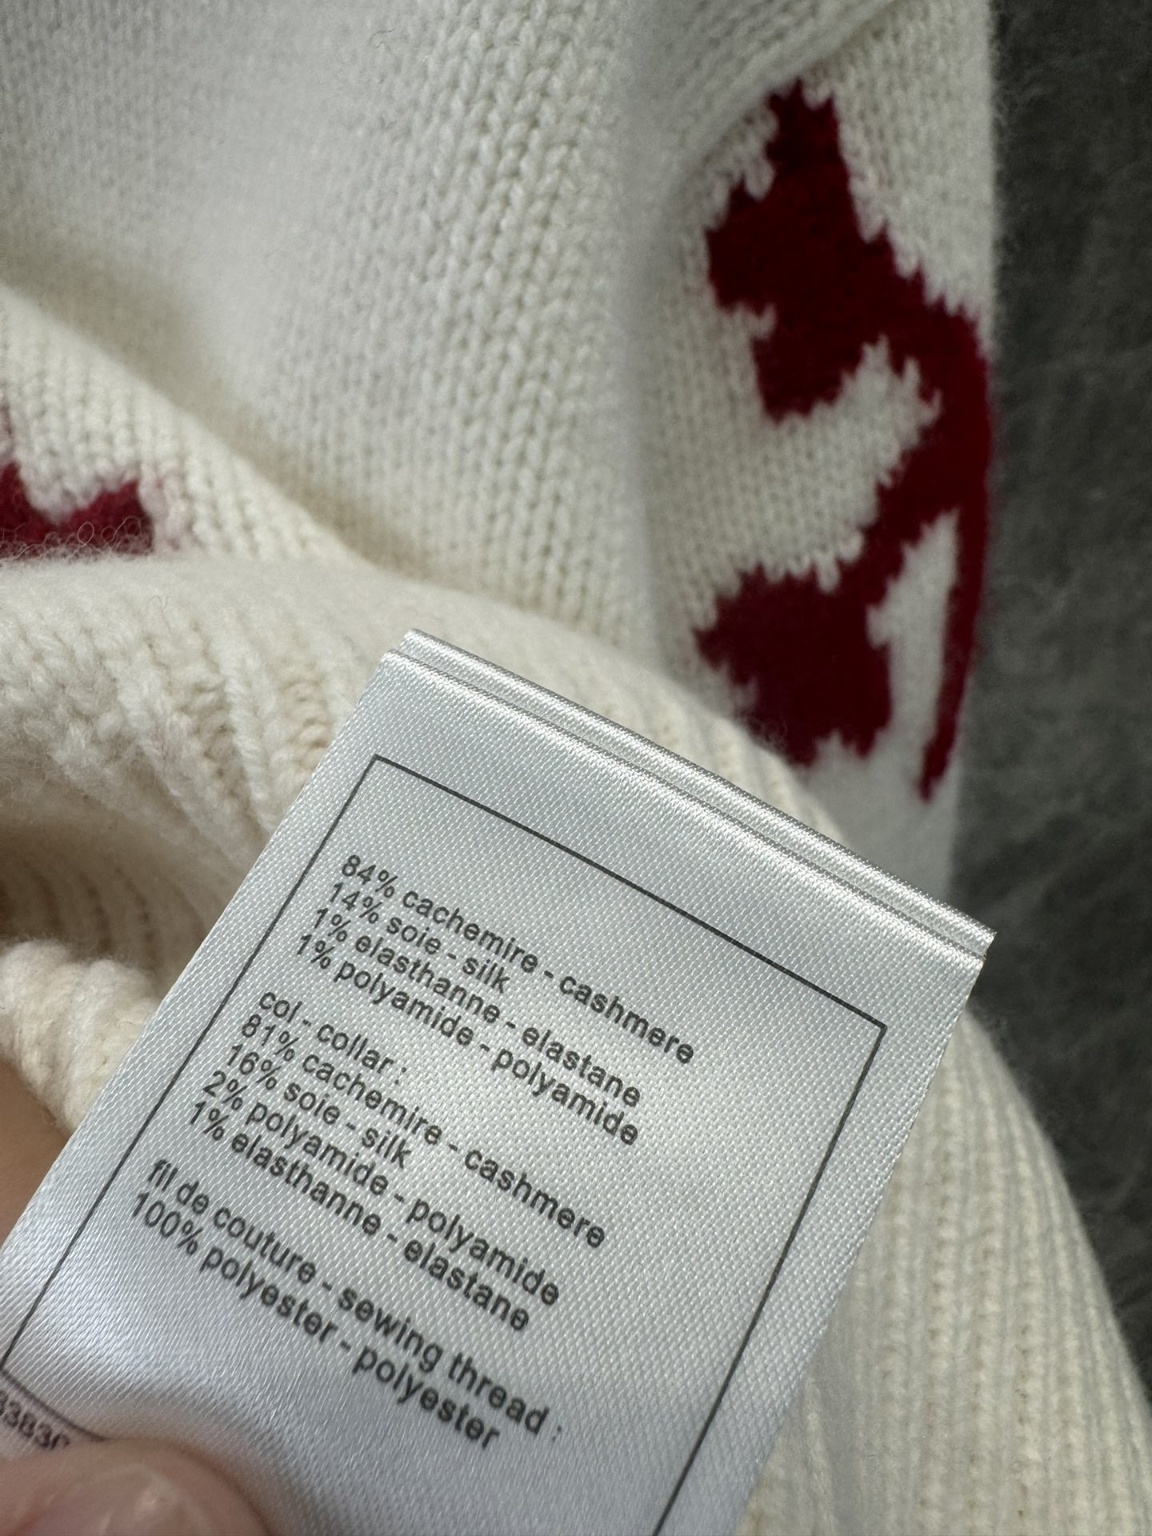 84% cachemire - cashmere
14% soie - silk
1% elasthanne - elastane
1% polyamide - polyamide
col - collar :
81% cachemire - cashmere
16% soie - silk
2% polyamide - polyamide
1% elasthanne - elastane
fil de couture - sewing thread :
100% polyester - polyester